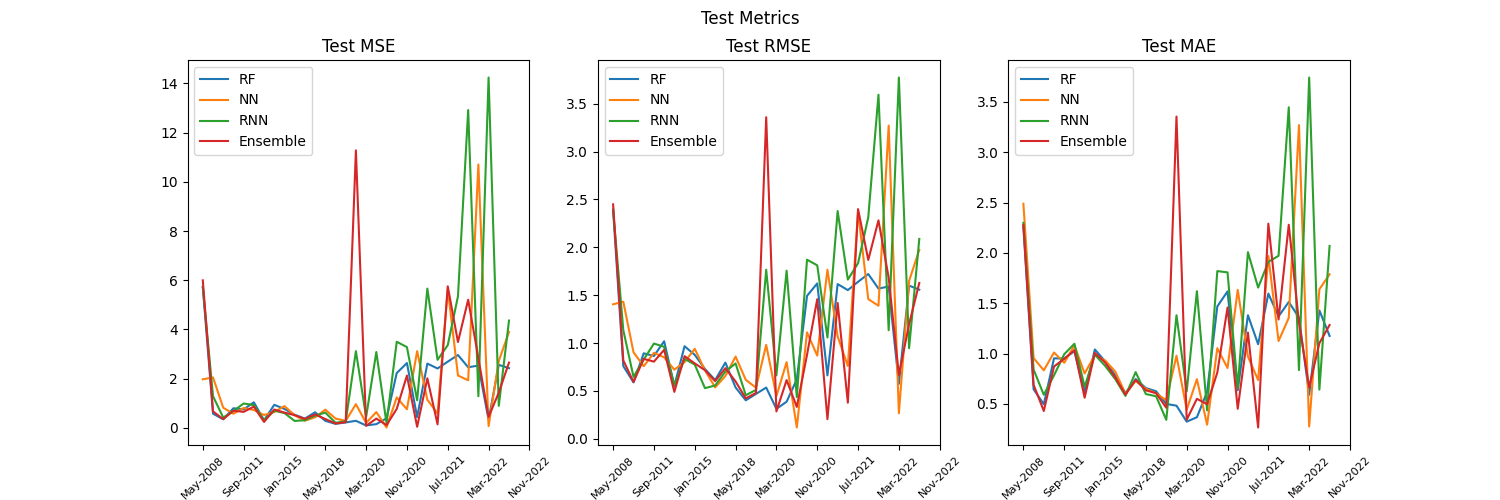 Test Metrics
Test MSE
RF
NN
RNN
Ensemble
14
12
10
8
6
4
2
0
May-2008
Sep-2011
Jan-2015
May-2018
Mar-2020
Nov-2020
Jul-2021
Mar-2022
Nov-2022
Test RMSE
RF
NN
RNN
Ensemble
3.5
3.0
2.5
2.0
1.5
1.0
0.5
0.0
May-2008
Sep-2011
Jan-2015
May-2018
Mar-2020
Nov-2020
Jul-2021
Mar-2022
Nov-2022
Test MAE
RF
NN
RNN
Ensemble
3.5
3.0
2.5
2.0
1.5
1.0
0.5
May-2008
Sep-2011
Jan-2015
May-2018
Mar-2020
Nov-2020
Jul-2021
Mar-2022
Nov-2022